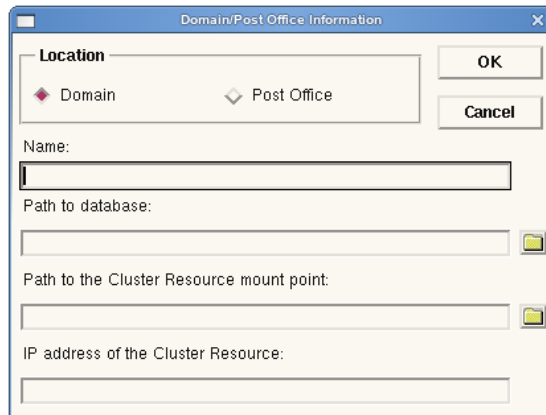 Domain/Post Office Information
Location
OK
Domain
Post Office
Cancel
Name:
Path to database:
Path to the Cluster Resource mount point:
IP address of the Cluster Resource: